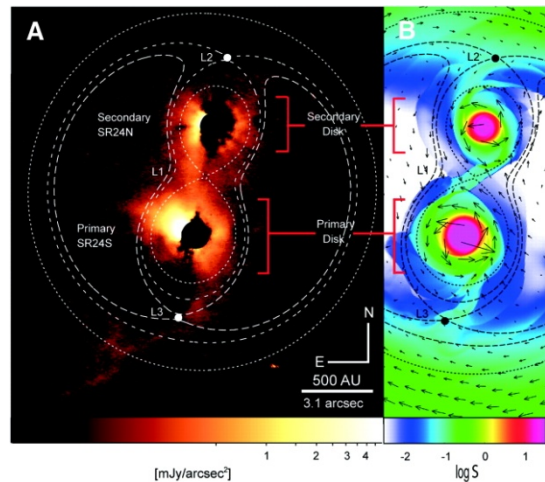 A
B
L2
L2
Secondary
SR24N
Secondary
Disk
L1
L1
Primary
SR24S
Primary
Disk
L3
L3
N
E
500 AU
3.1 arcsec
1 2 3 4
[mJy/arcsec²]
-2 -1 0 1
log S